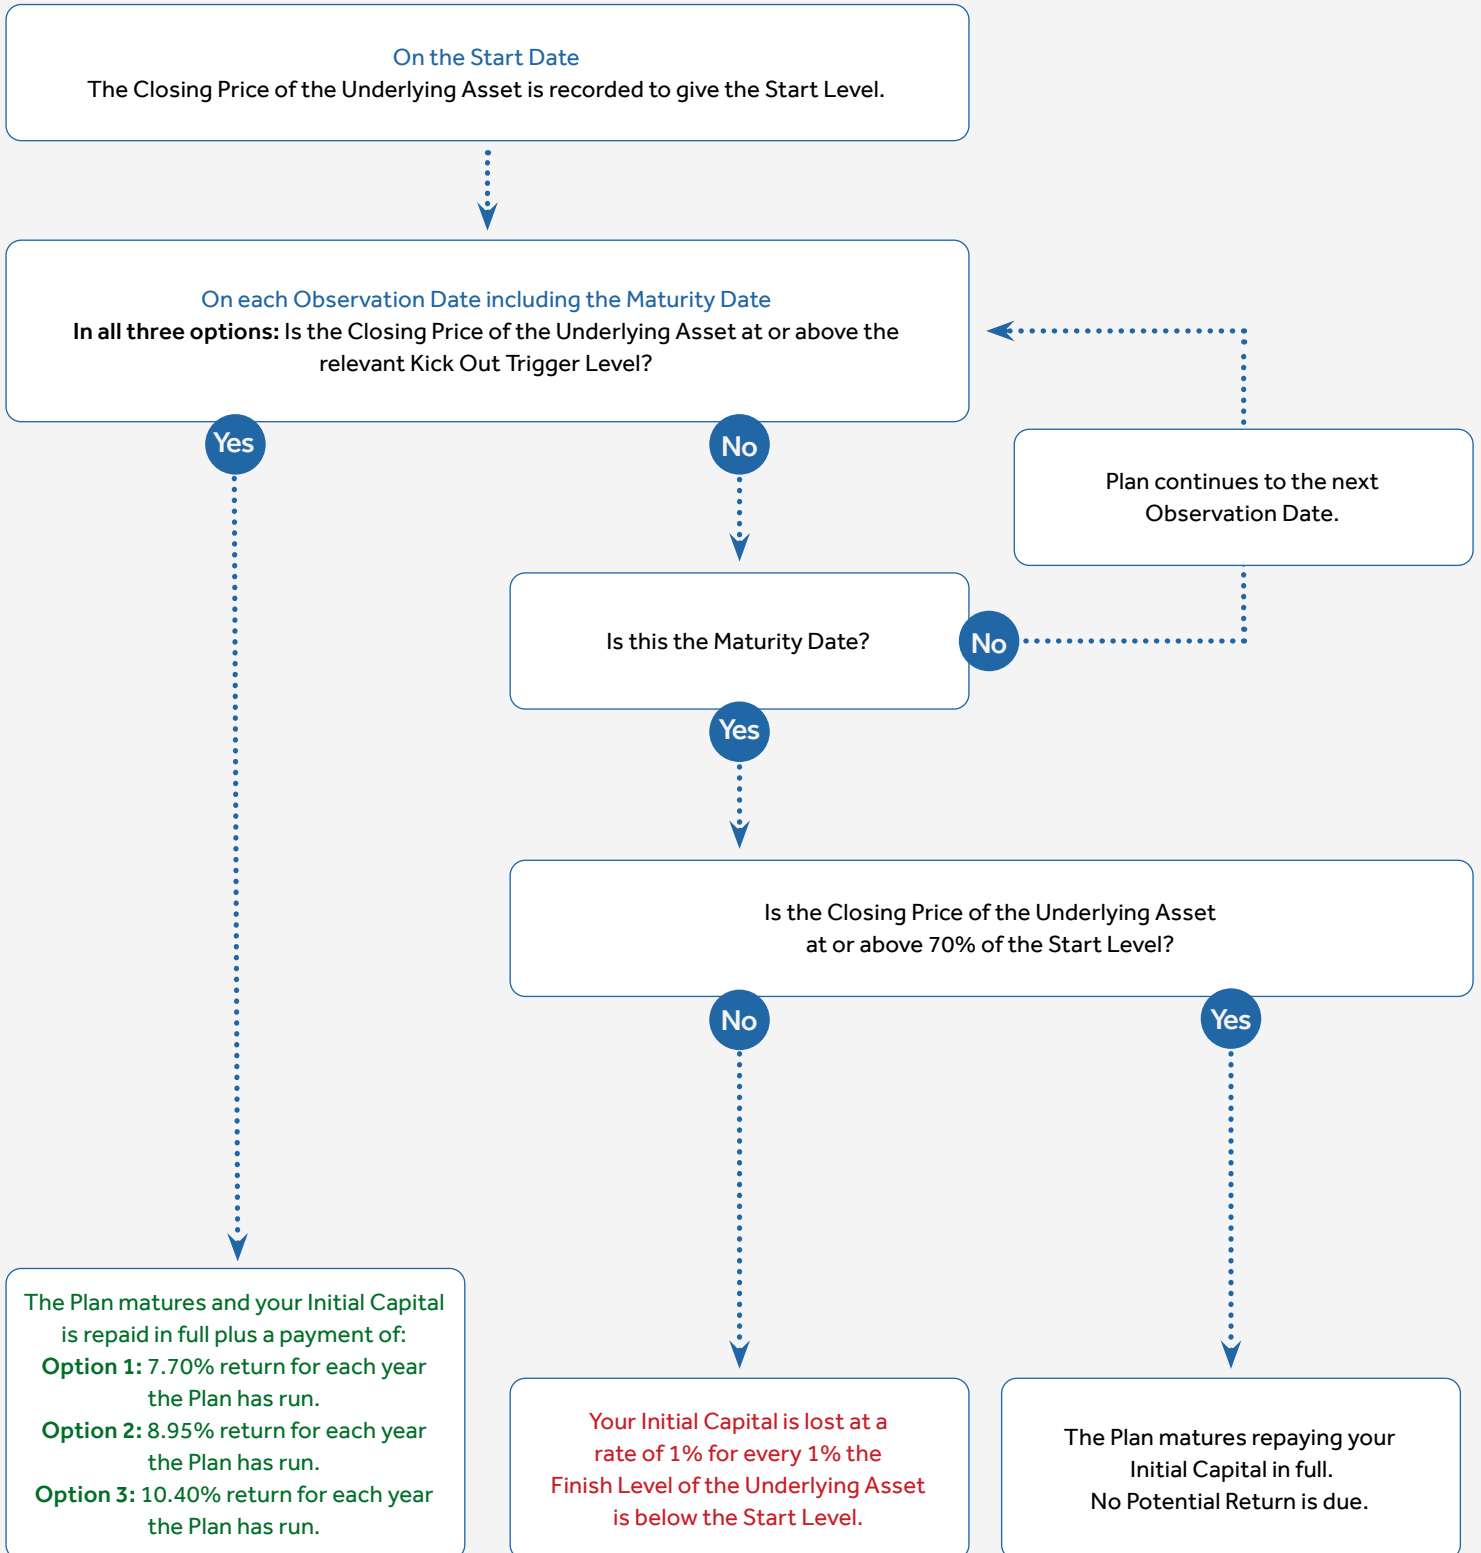 On the Start Date
The Closing Price of the Underlying Asset is recorded to give the Start Level.
On each Observation Date including the Maturity Date
In all three options: Is the Closing Price of the Underlying Asset at or above the
relevant Kick Out Trigger Level?
Yes
No
Plan continues to the next
Observation Date.
Is this the Maturity Date?
No
Yes
Is the Closing Price of the Underlying Asset
at or above 70% of the Start Level?
No
Yes
The Plan matures and your Initial Capital
is repaid in full plus a payment of:
Option 1: 7.70% return for each year
the Plan has run.
Option 2: 8.95% return for each year
the Plan has run.
Option 3: 10.40% return for each year
the Plan has run.
Your Initial Capital is lost at a
rate of 1% for every 1% the
Finish Level of the Underlying Asset
is below the Start Level.
The Plan matures repaying your
Initial Capital in full.
No Potential Return is due.